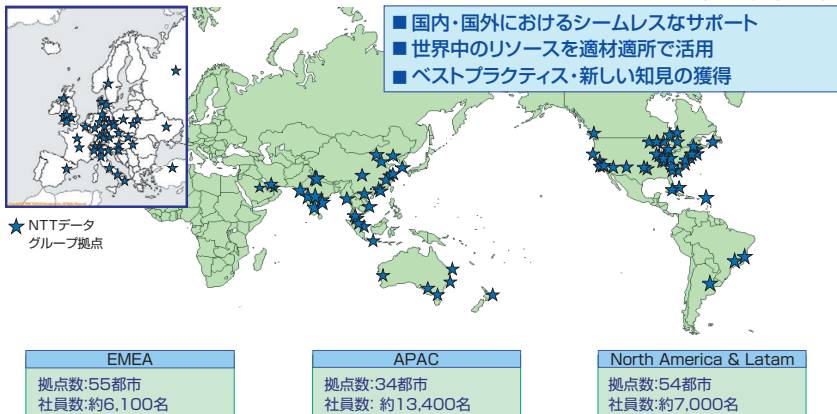 ■ 国内・国外におけるシームレスなサポート
■ 世界中のリソースを適材適所で活用
■ ベストプラクティス・新しい知見の獲得
★ NTTデータ
グループ拠点
EMEA
拠点数:55都市
社員数:約6,100名
APAC
拠点数:34都市
社員数: 約13,400名
North America & Latam
拠点数:54都市
社員数:約7,000名